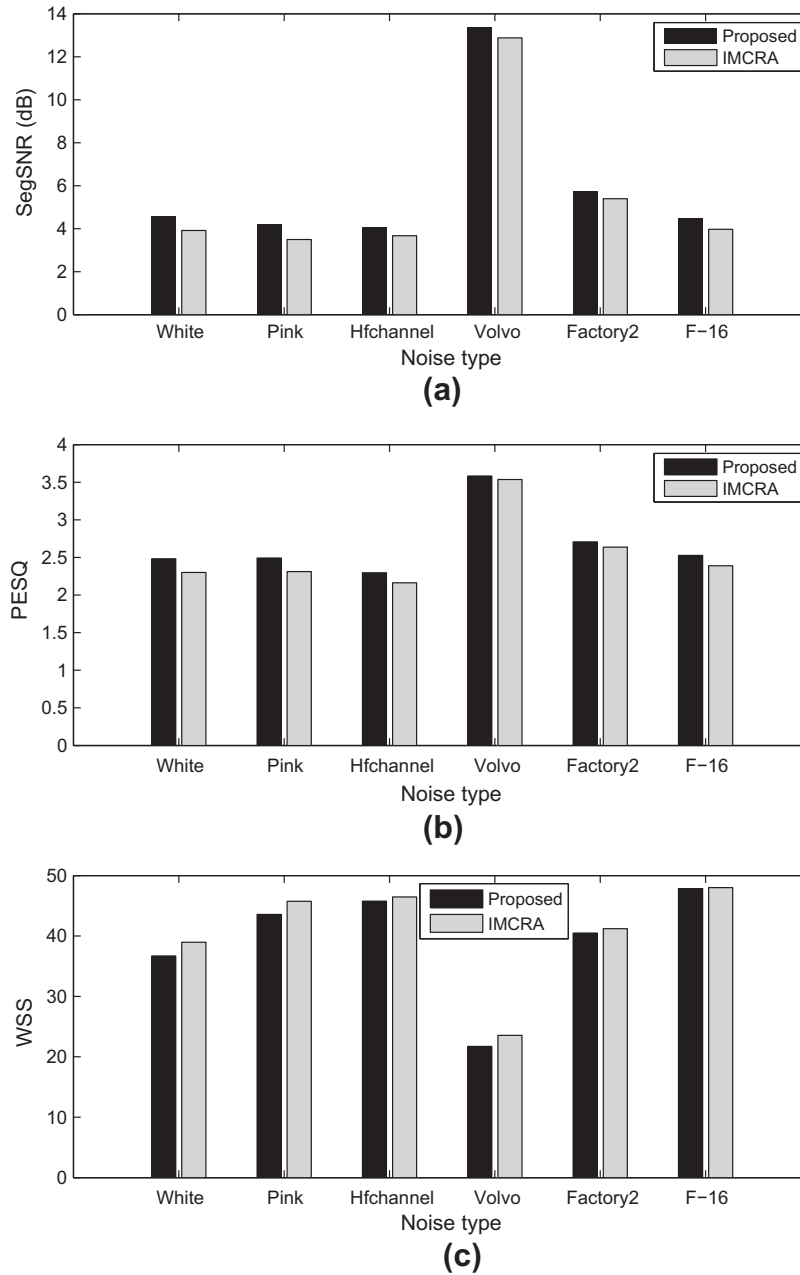 14
12
10
8
6
4
2
0
SegSNR (dB)
Proposed
IMCRA
White Pink Hfchannel Volvo Factory2 F−16
Noise type
(a)
4
3.5
3
2.5
2
1.5
1
0.5
0
PESQ
Proposed
IMCRA
White Pink Hfchannel Volvo Factory2 F−16
Noise type
(b)
50
40
30
20
10
0
WSS
Proposed
IMCRA
White Pink Hfchannel Volvo Factory2 F−16
Noise type
(c)